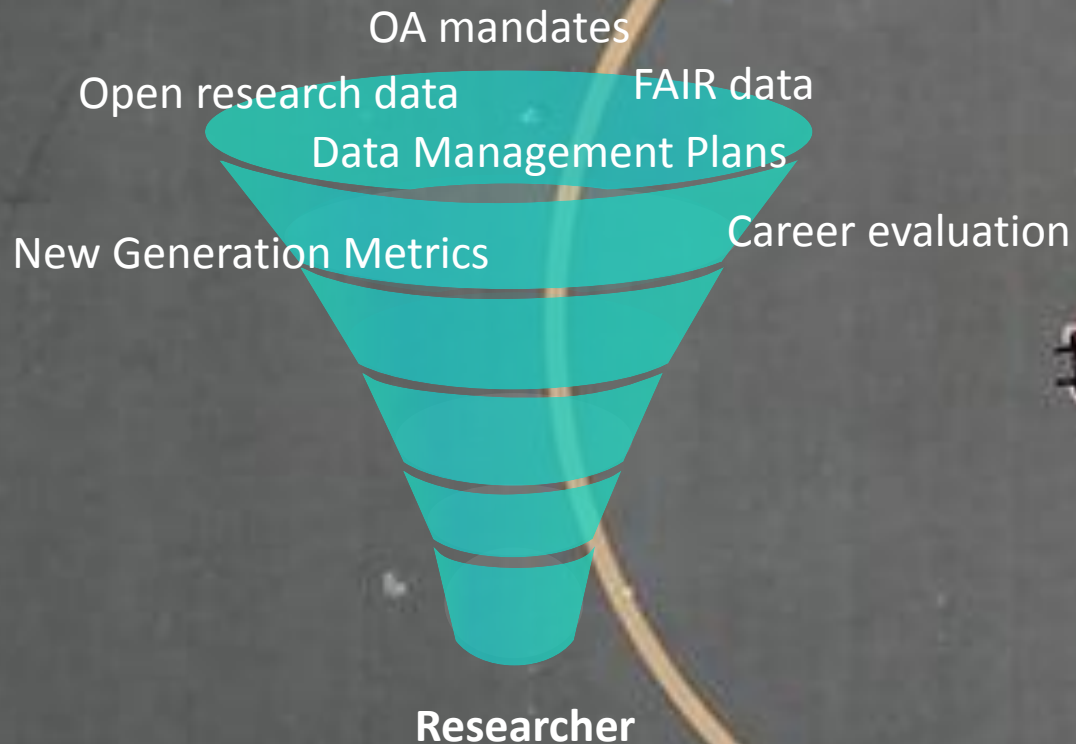 OA mandates
Open research data
FAIR data
Data Management Plans
New Generation Metrics
Career evaluation
Researcher